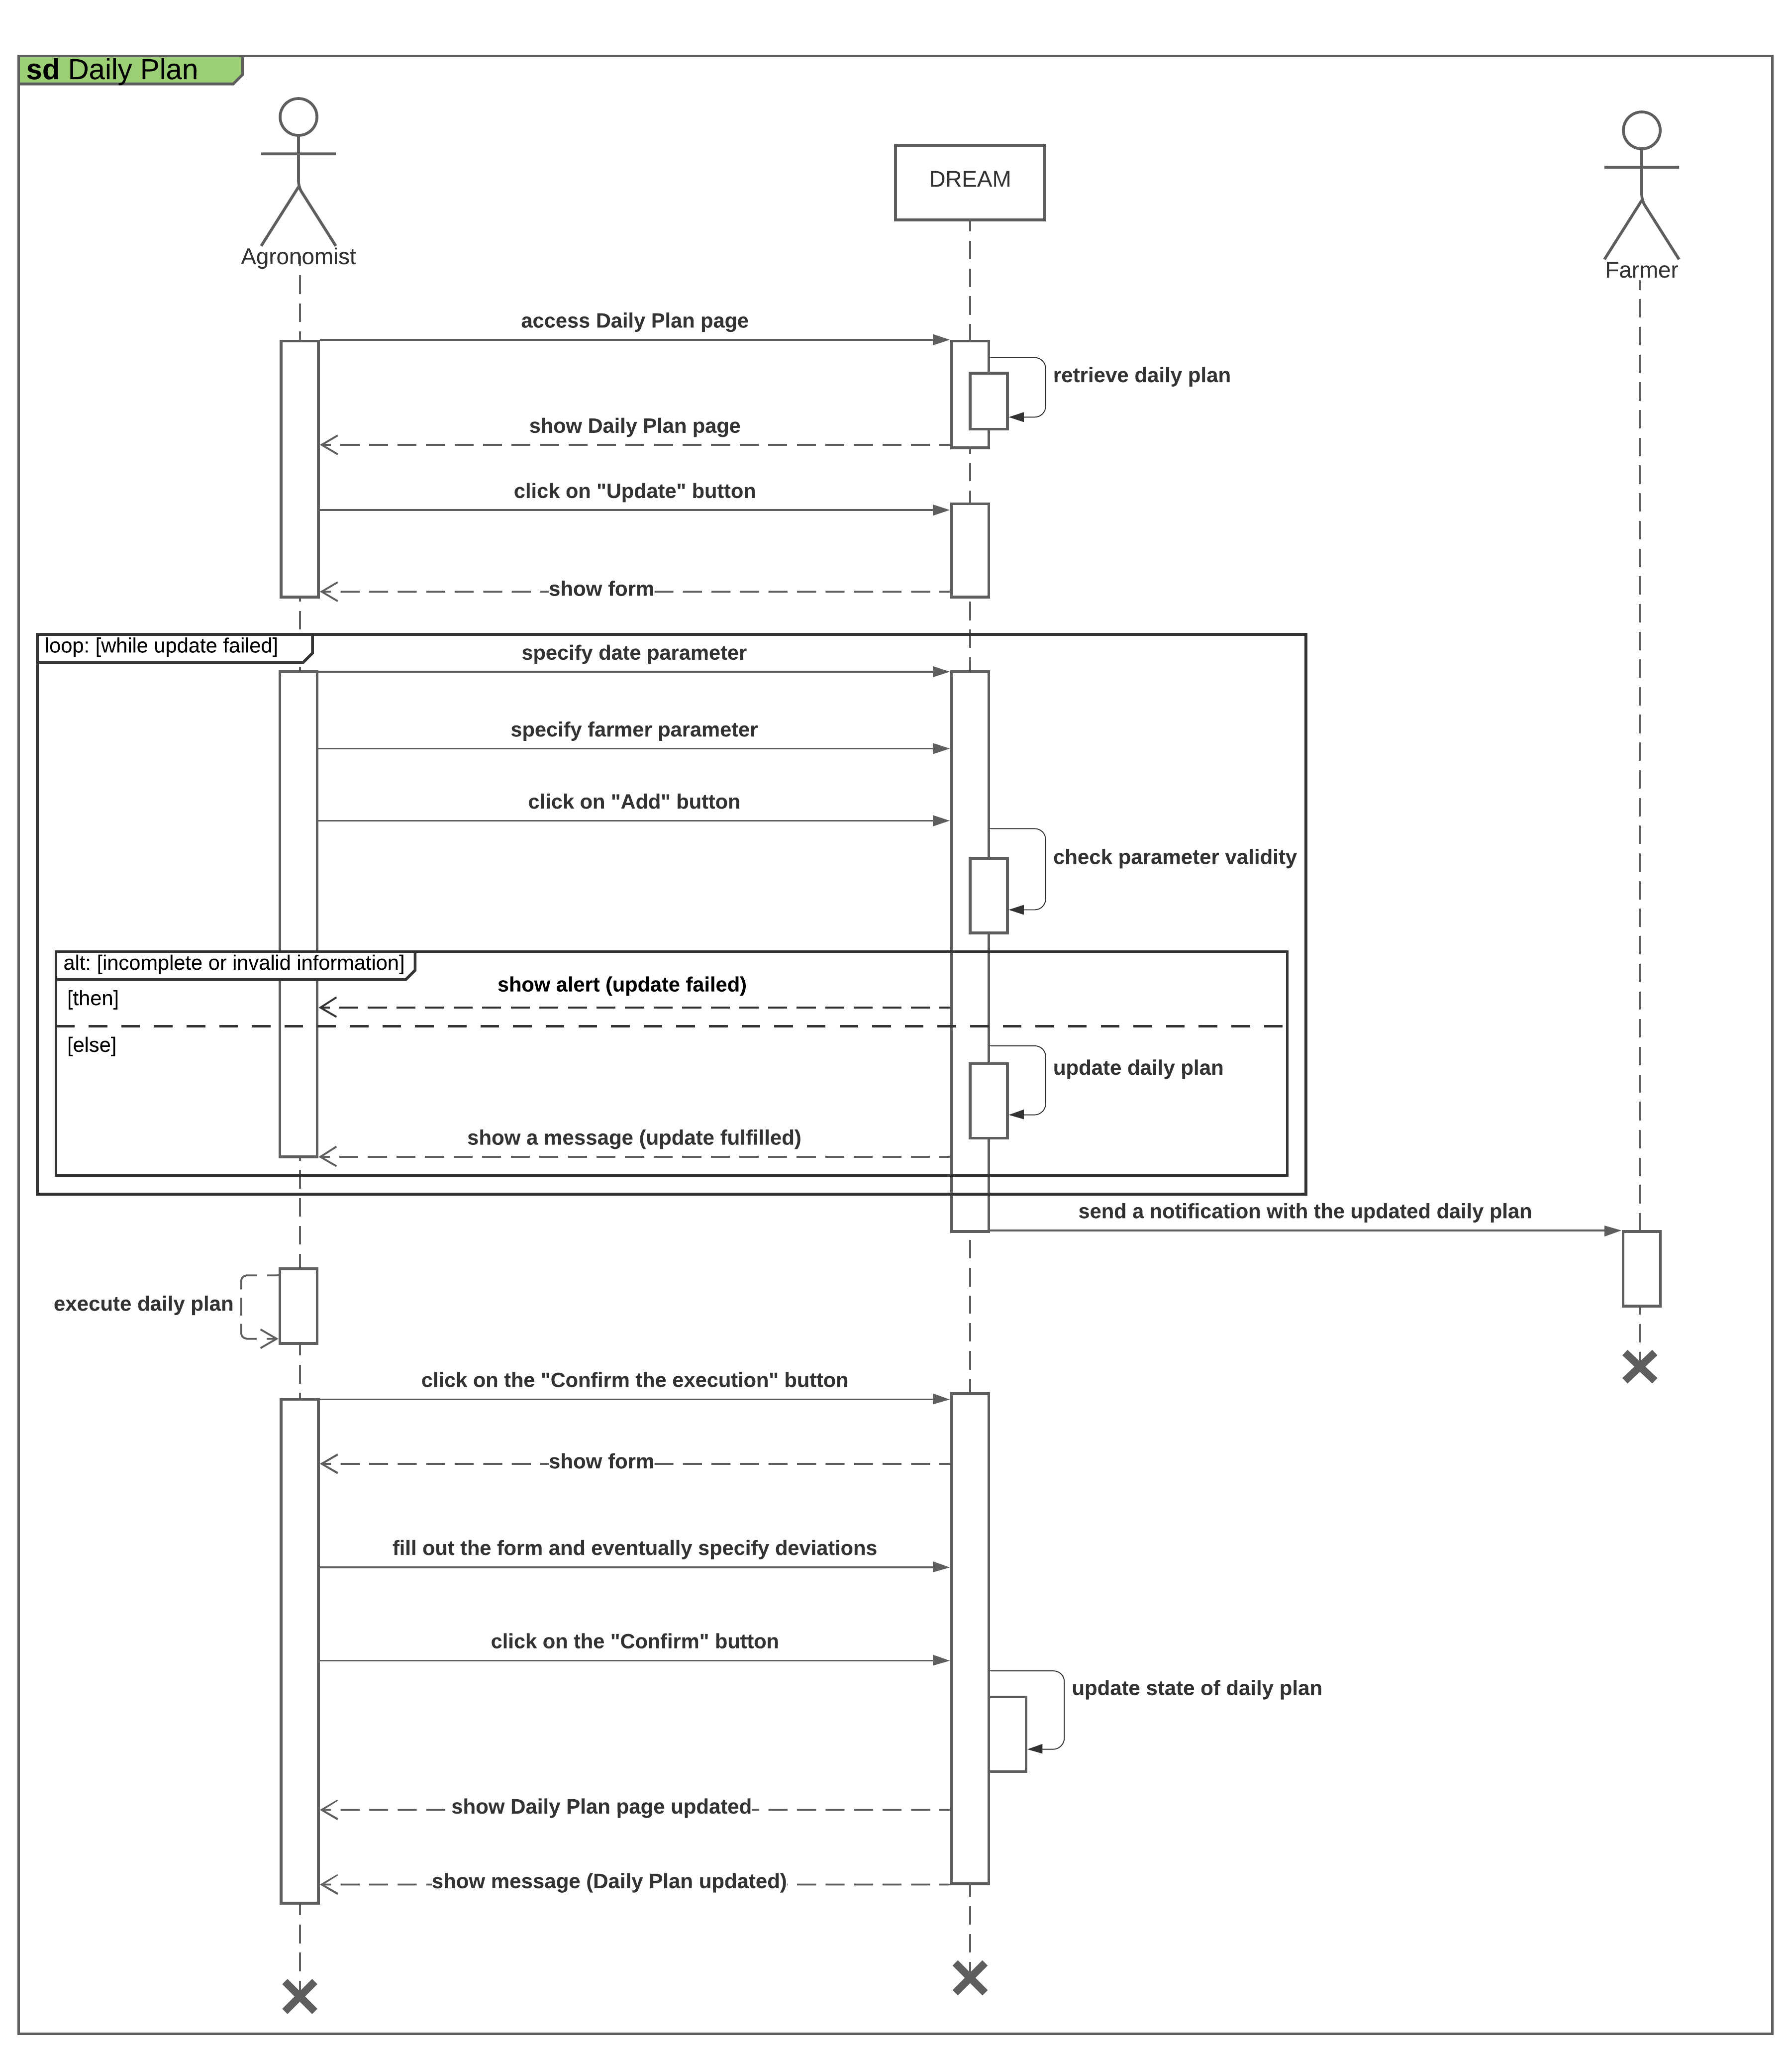 sd Daily Plan
Agronomist
DREAM
Farmer
access Daily Plan page
retrieve daily plan
show Daily Plan page
click on "Update" button
show form
loop: [while update failed]
specify date parameter
specify farmer parameter
click on "Add" button
check parameter validity
alt: [incomplete or invalid information]
show alert (update failed)
[then]
[else]
update daily plan
show a message (update fulfilled)
send a notification with the updated daily plan
execute daily plan
click on the "Confirm the execution" button
show form
fill out the form and eventually specify deviations
click on the "Confirm" button
update state of daily plan
show Daily Plan page updated
show message (Daily Plan updated)